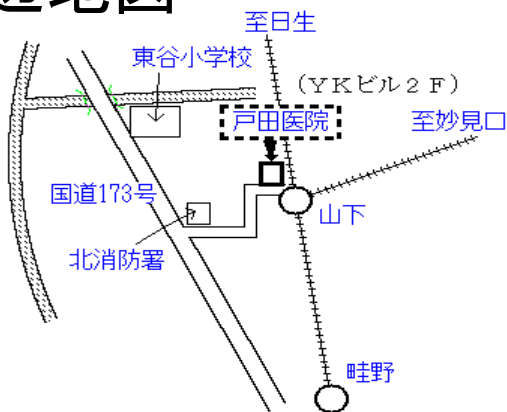 辺地図
至日生
東谷小学校
(YKビル2F)
戸田医院
至妙見口
国道173号
山下
北消防署
畦野